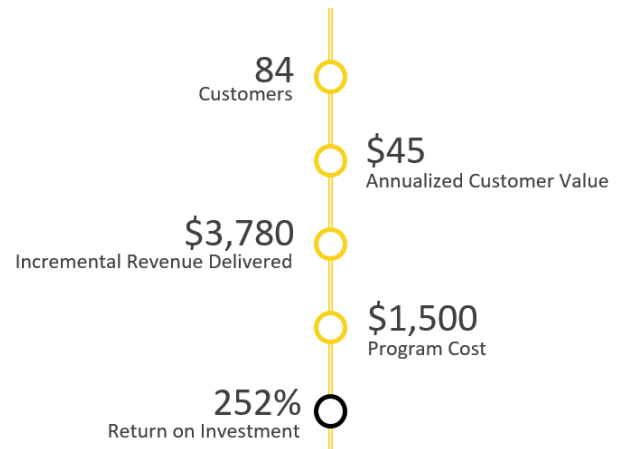 84
Customers
$45
Annualized Customer Value
$3,780
Incremental Revenue Delivered
$1,500
Program Cost
252%
Return on Investment